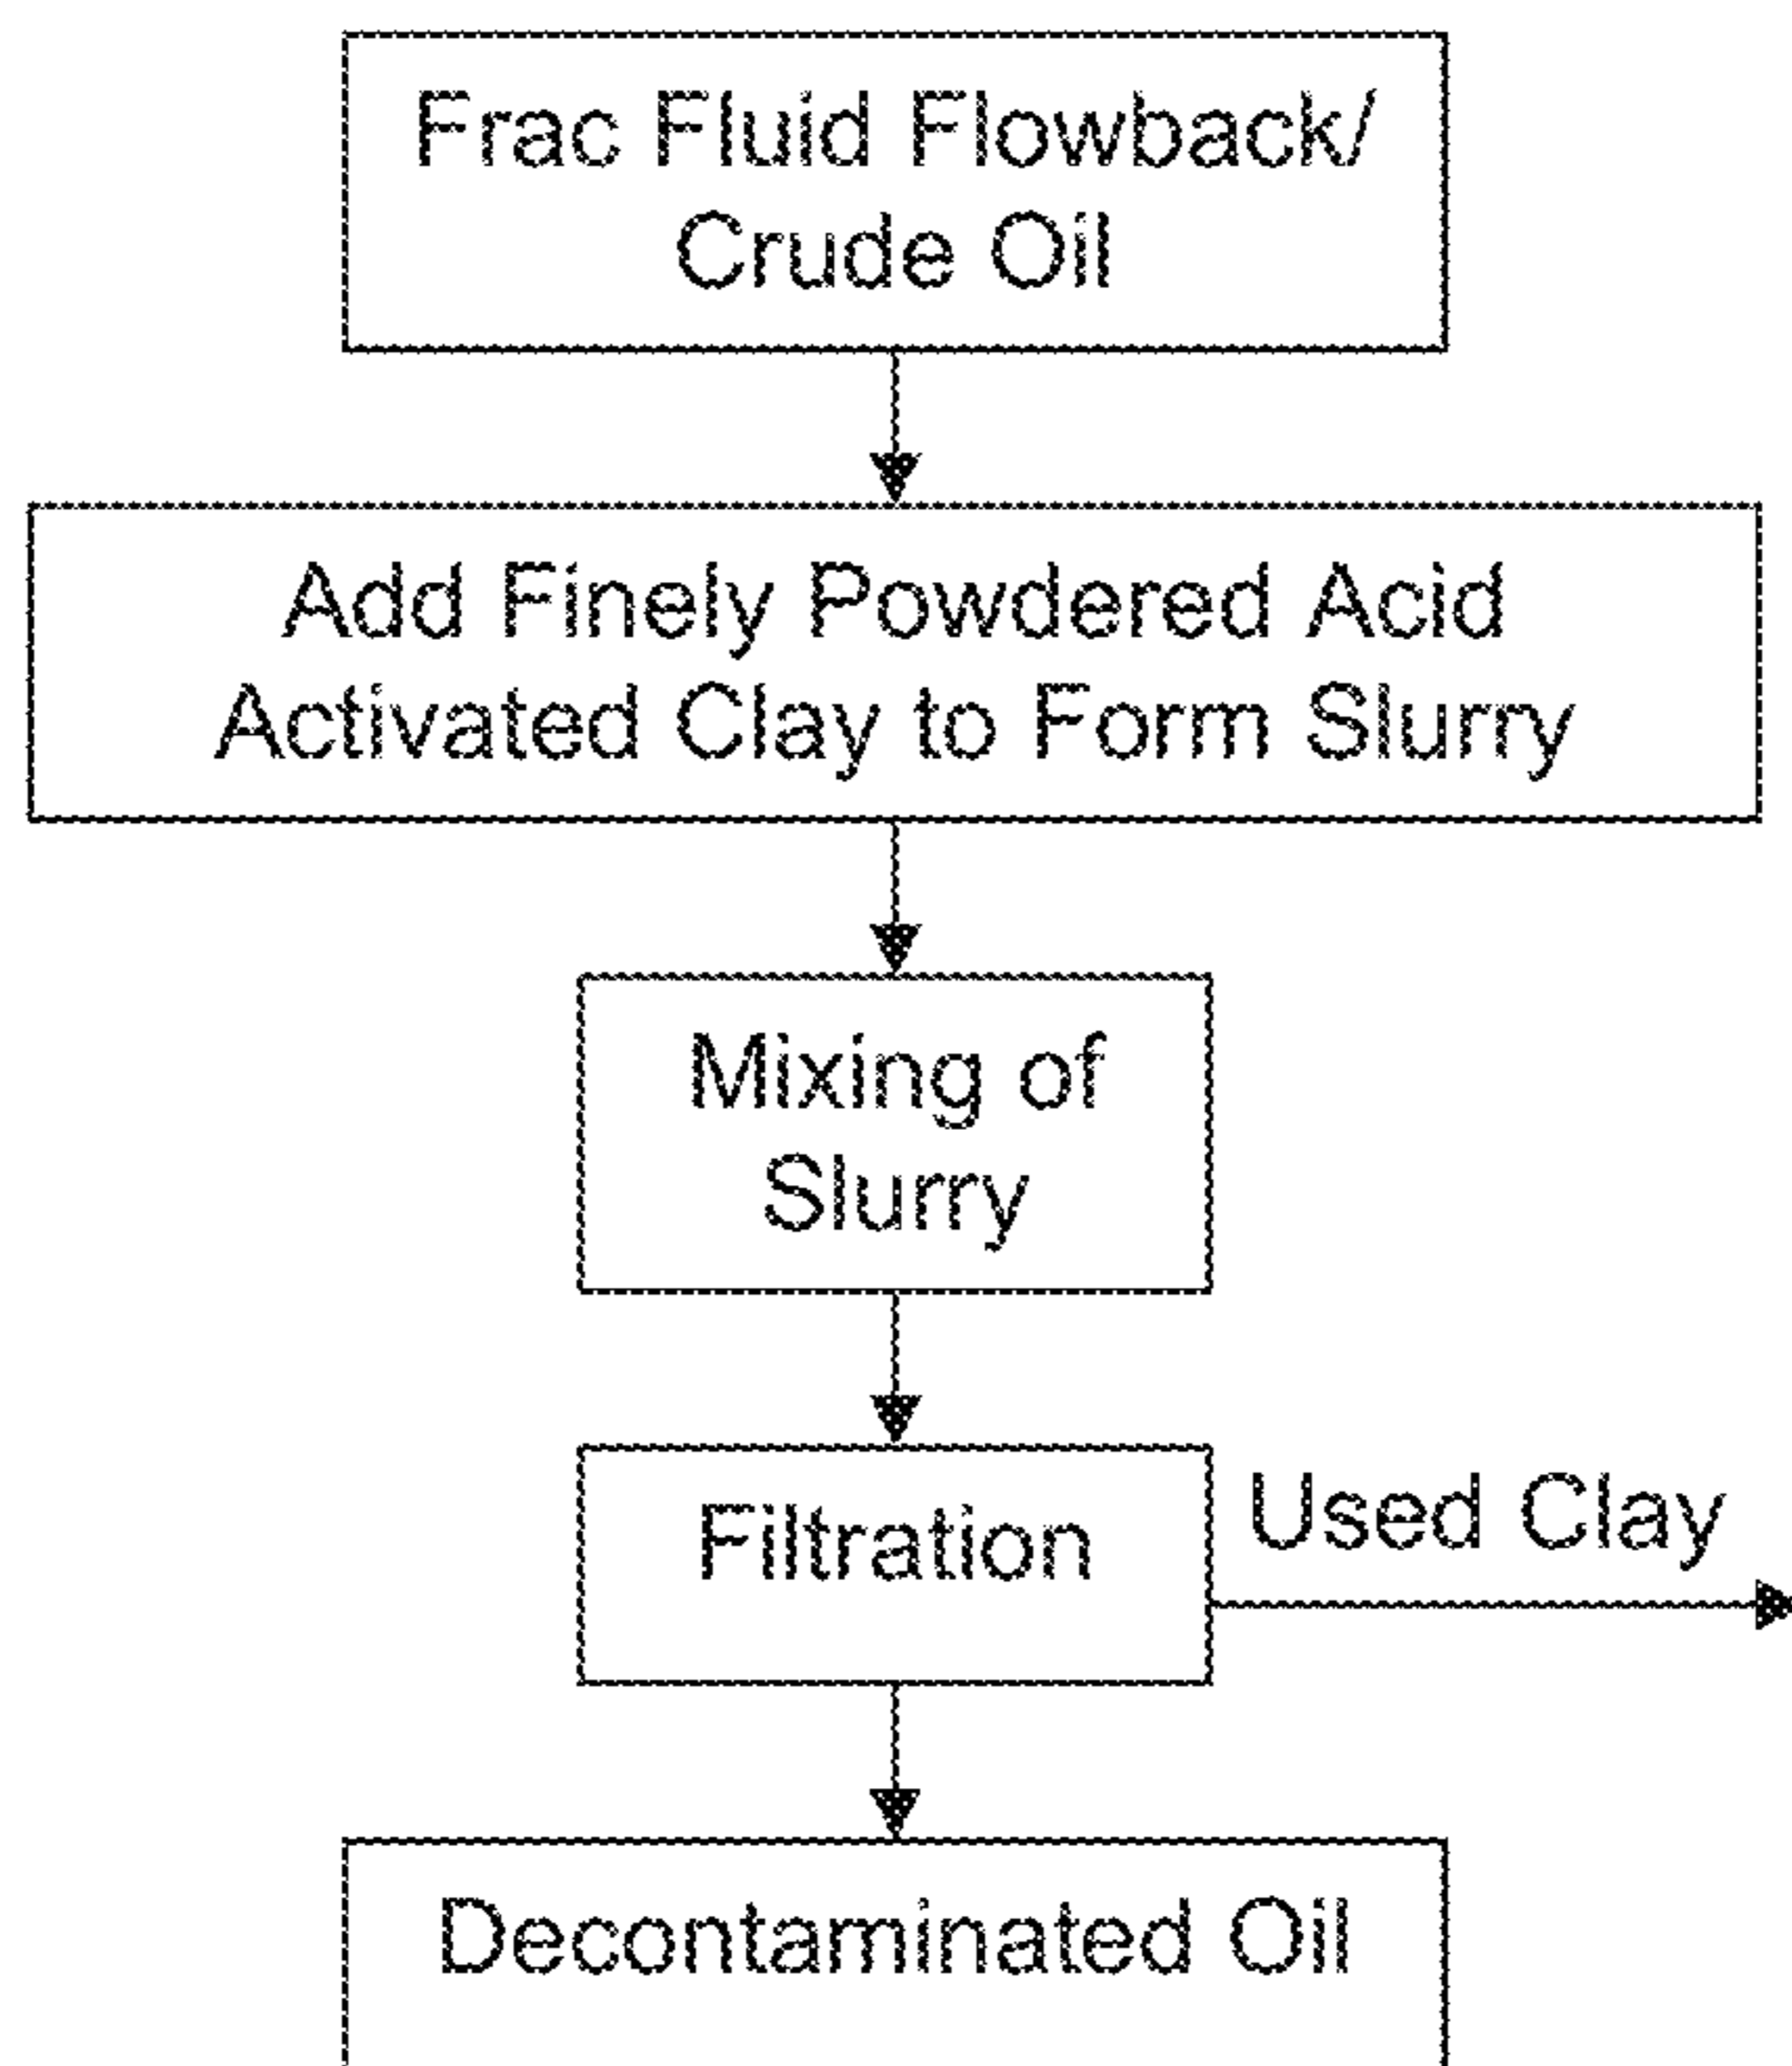 Frac Fluid Flowback/
Crude Oil
Add Finely Powdered Acid
Activated Clay to Form Slurry
Mixing of
Slurry
Filtration
Used Clay
Decontaminated Oil